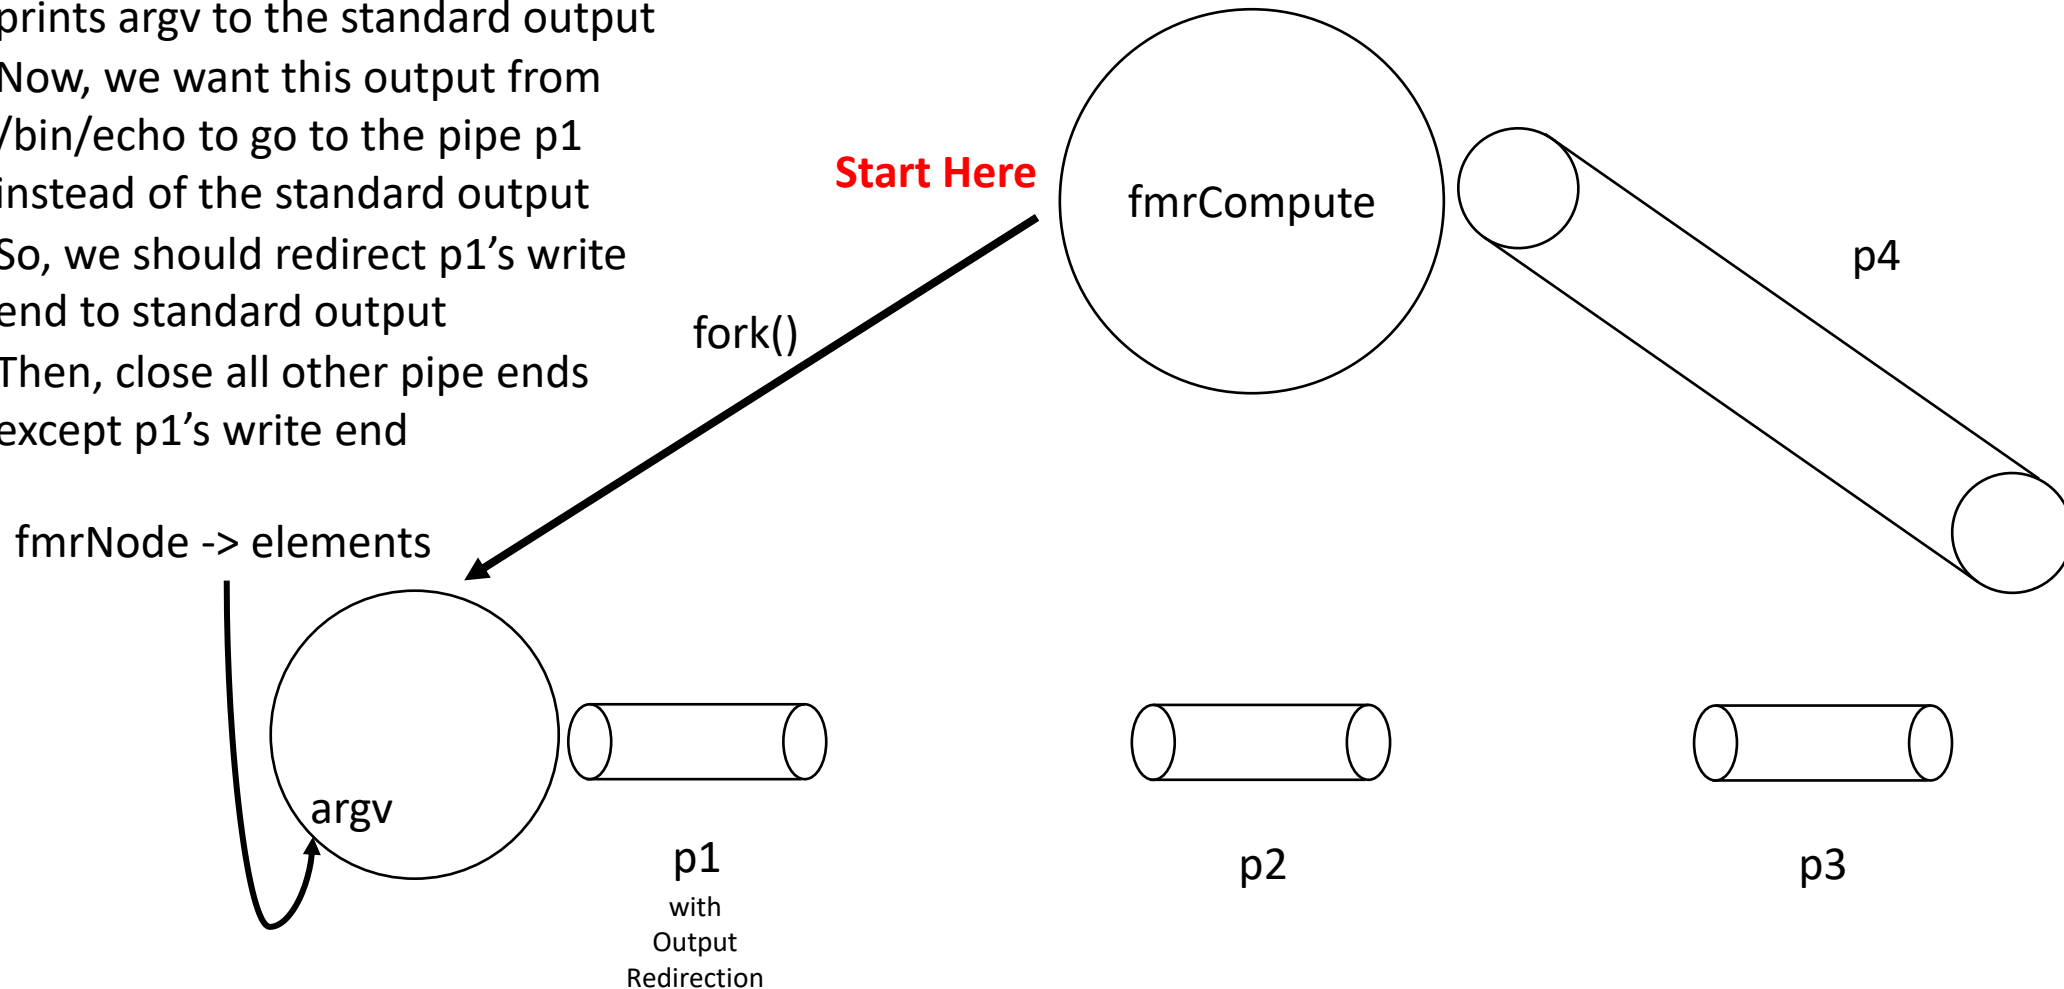 prints argv to the standard output
Now, we want this output from
/bin/echo to go to the pipe p1
instead of the standard output
So, we should redirect p1’s write
end to standard output
Then, close all other pipe ends
except p1’s write end
Start Here
fmrCompute
p4
fork()
fmrNode -> elements
argv
p1
with
Output
Redirection
p2
p3